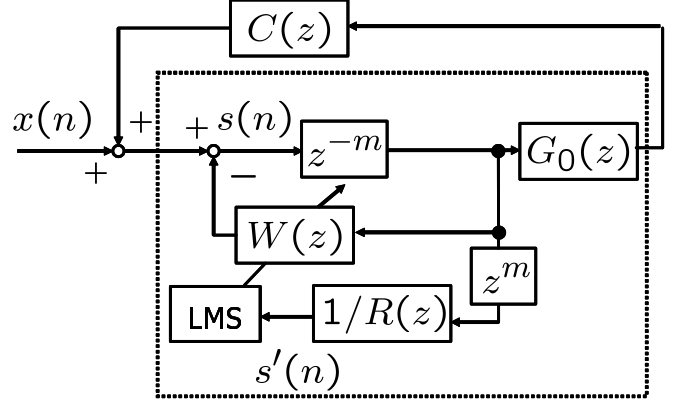 C(z)
x(n)
+
+
+
s(n)
z^{-m}
G_0(z)
−
W(z)
z^m
LMS
1/R(z)
s′(n)